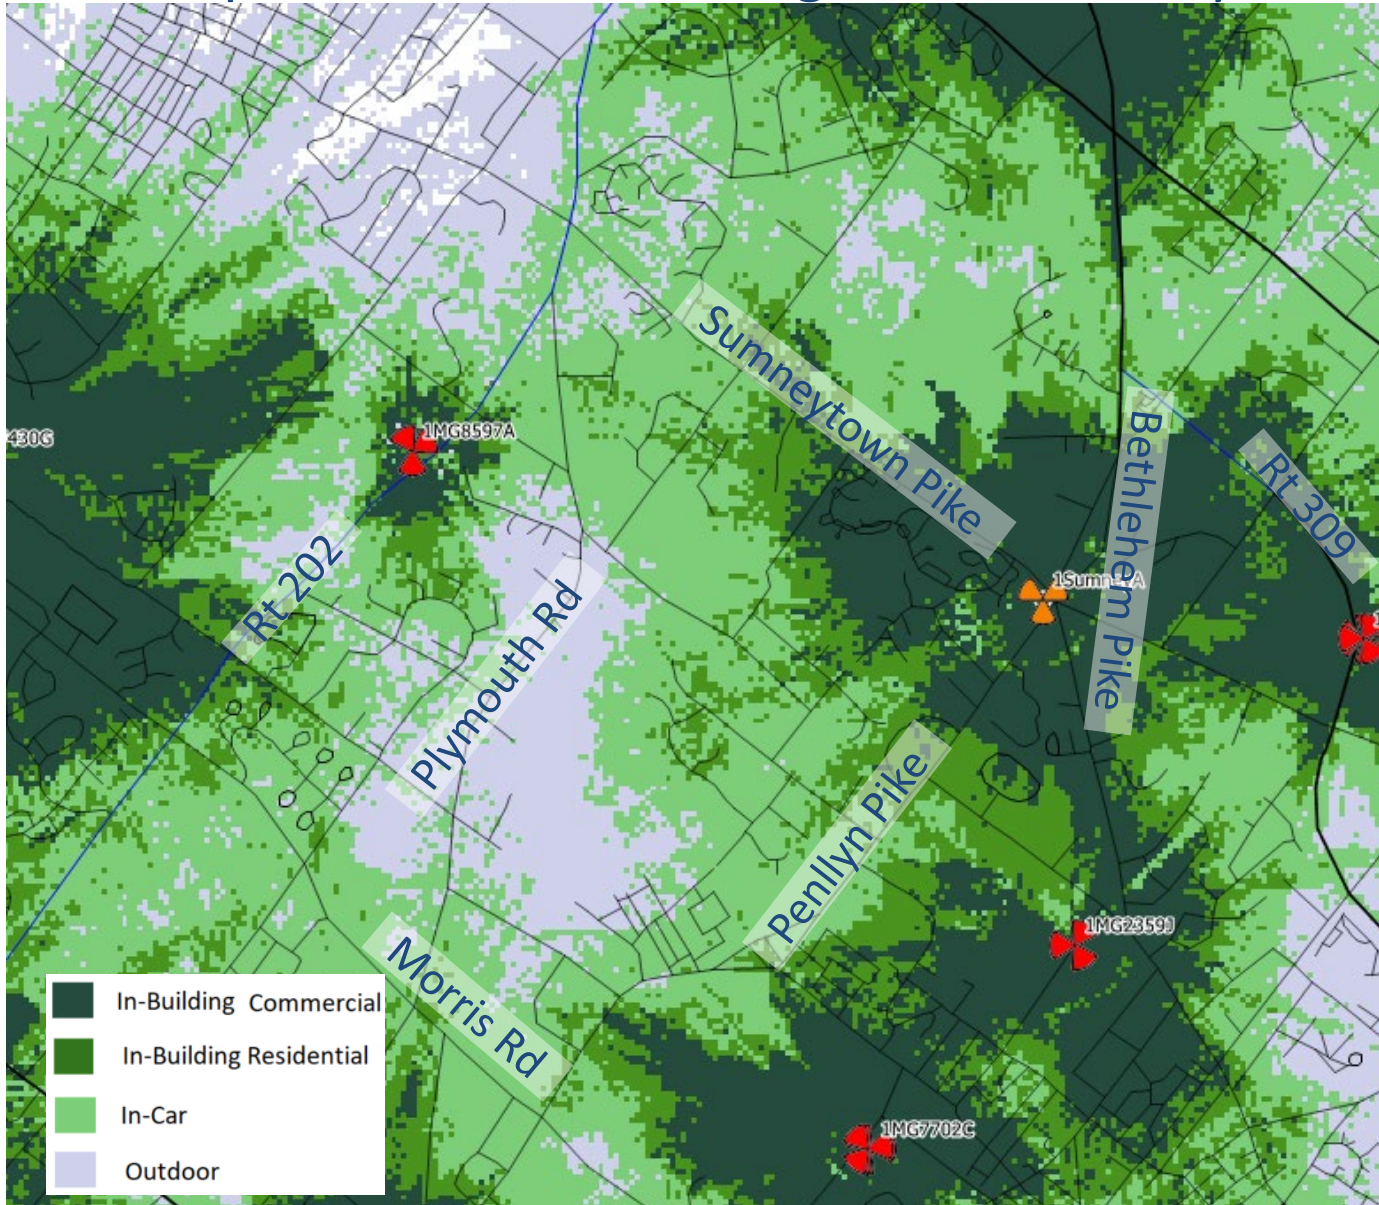 430G
1MG8597A
Sumneytown Pike
Bethlehem Pike
Rt 309
Rt 202
Plymouth Rd
Penllyn Pike
1MG2359J
Morris Rd
1MG7702C
In-Building Commercial
In-Building Residential
In-Car
Outdoor